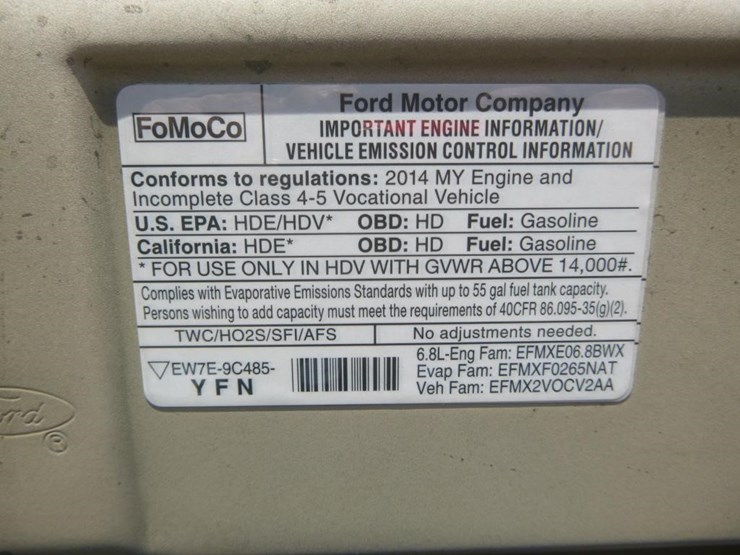 FoMoCo
Ford Motor Company
IMPORTANT ENGINE INFORMATION/
VEHICLE EMISSION CONTROL INFORMATION
Conforms to regulations: 2014 MY Engine and
Incomplete Class 4-5 Vocational Vehicle
U.S. EPA: HDE/HDV* OBD: HD Fuel: Gasoline
California: HDE* OBD: HD Fuel: Gasoline
* FOR USE ONLY IN HDV WITH GVWR ABOVE 14,000#.
Complies with Evaporative Emissions Standards with up to 55 gal fuel tank capacity.
Persons wishing to add capacity must meet the requirements of 40CFR 86.095-35(g)(2).
TWC/HO2S/SFI/AFS
No adjustments needed.
EW7E-9C485-
YFN
6.8L-Eng Fam: EFMXE06.8BWX
Evap Fam: EFMXF0265NAT
Veh Fam: EFMX2VOCV2AA
ord ®